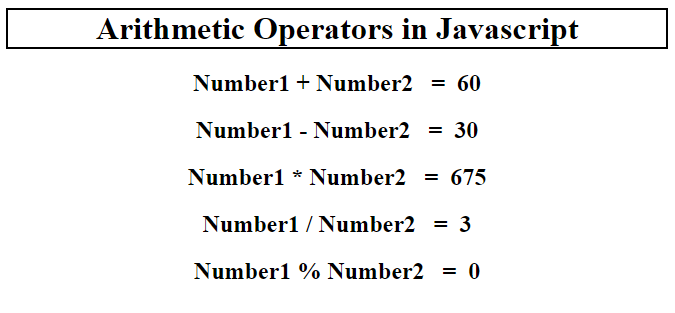 Arithmetic Operators in Javascript
Number1 + Number2 = 60
Number1 - Number2 = 30
Number1 * Number2 = 675
Number1 / Number2 = 3
Number1 % Number2 = 0